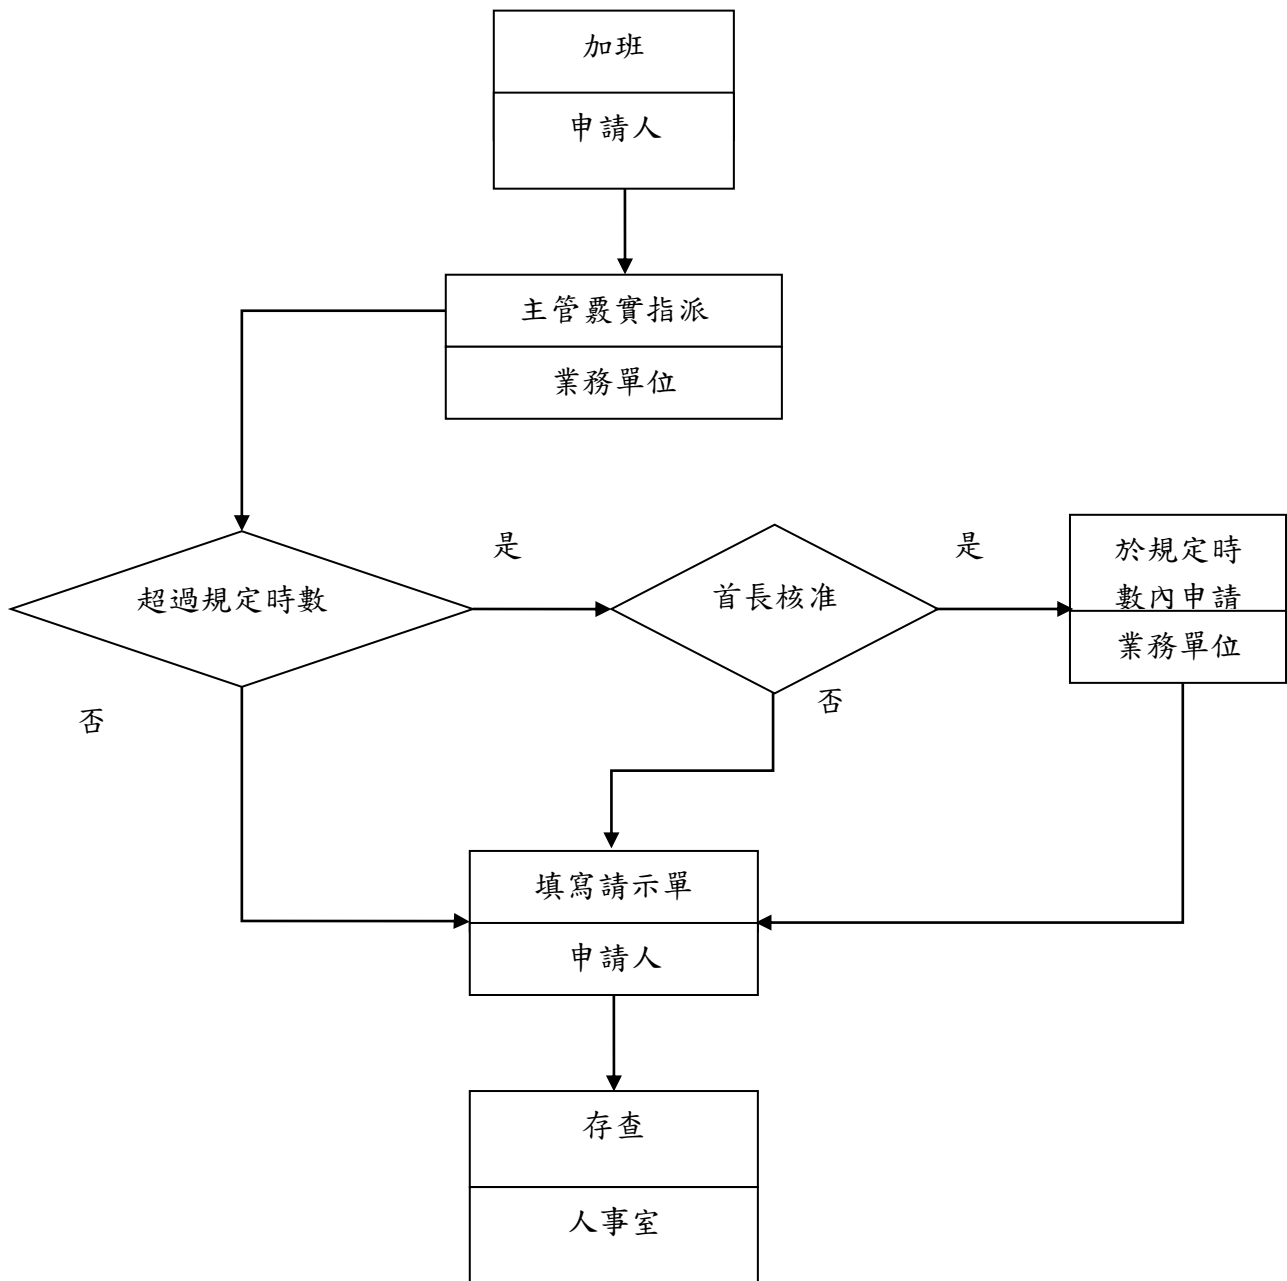 加班
申請人
主管覈實指派
業務單位
超過規定時數
是
首長核准
是
於規定時
數內申請
業務單位
否
否
填寫請示單
申請人
存查
人事室